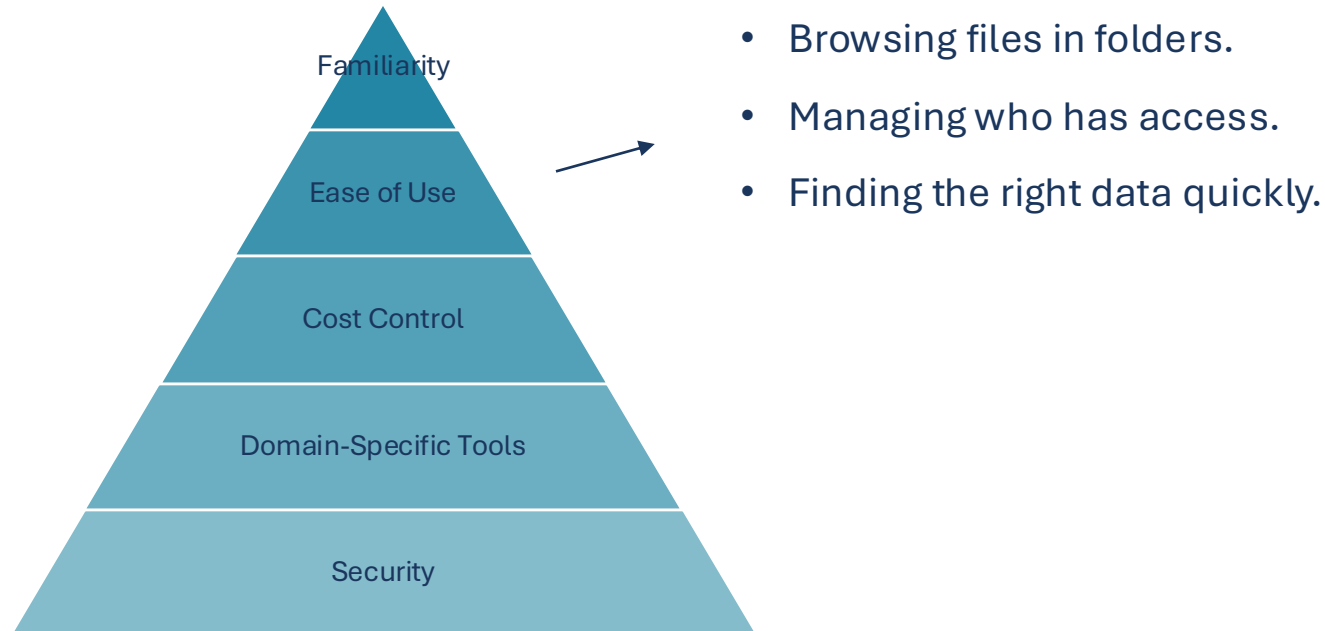 Familiarity
Ease of Use
Cost Control
Domain-Specific Tools
Security
• Browsing files in folders.
• Managing who has access.
• Finding the right data quickly.